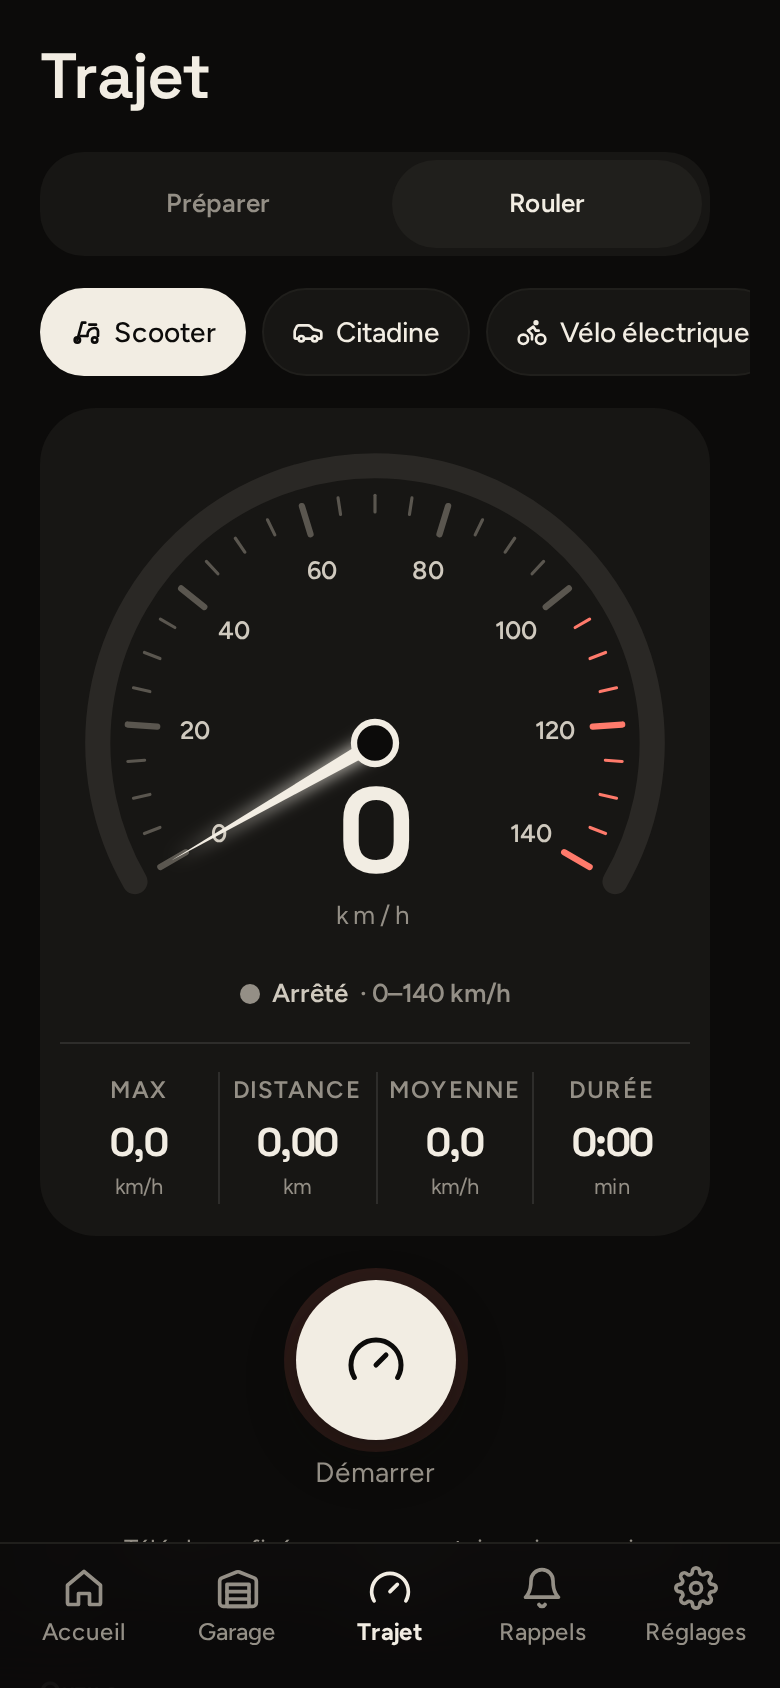 Trajet
Préparer Rouler
Scooter Citadine Vélo électrique
60 80
40 100
20 120
0 140
0
km/h
Arrêté · 0–140 km/h
MAX DISTANCE MOYENNE DURÉE
0,0 0,00 0,0 0:00
km/h km km/h min
Démarrer
Accueil Garage Trajet Rappels Réglages